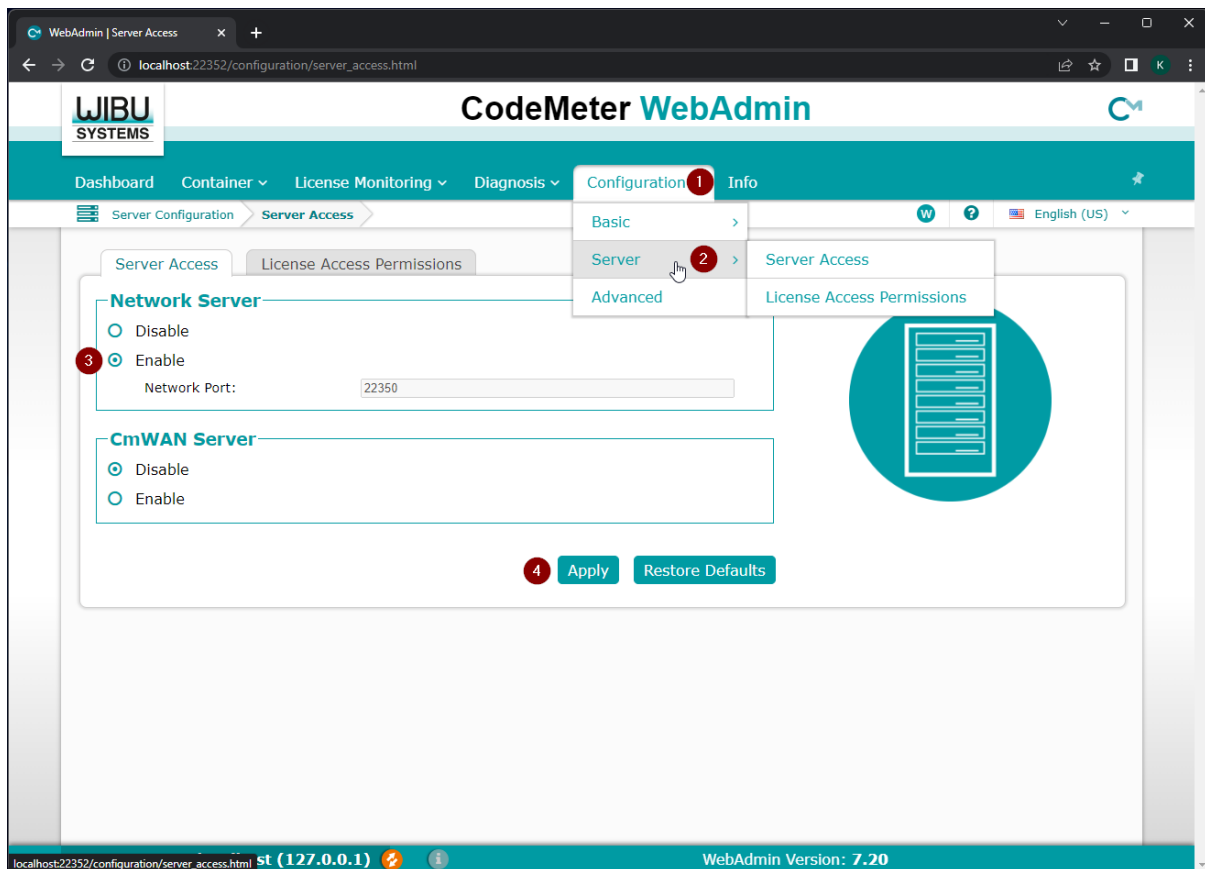 WebAdmin | Server Access
localhost:22352/configuration/server_access.html
K
WIBU
SYSTEMS
CodeMeter WebAdmin
Dashboard Container License Monitoring Diagnosis Configuration 1 Info
Server Configuration Server Access
W ? English (US)
Basic
Server 2 Server Access
Advanced License Access Permissions
Server Access License Access Permissions
Network Server
Disable
3 Enable
Network Port: 22350
CmWAN Server
Disable
Enable
4 Apply Restore Defaults
localhost:22352/configuration/server_access.html st (127.0.0.1) i WebAdmin Version: 7.20